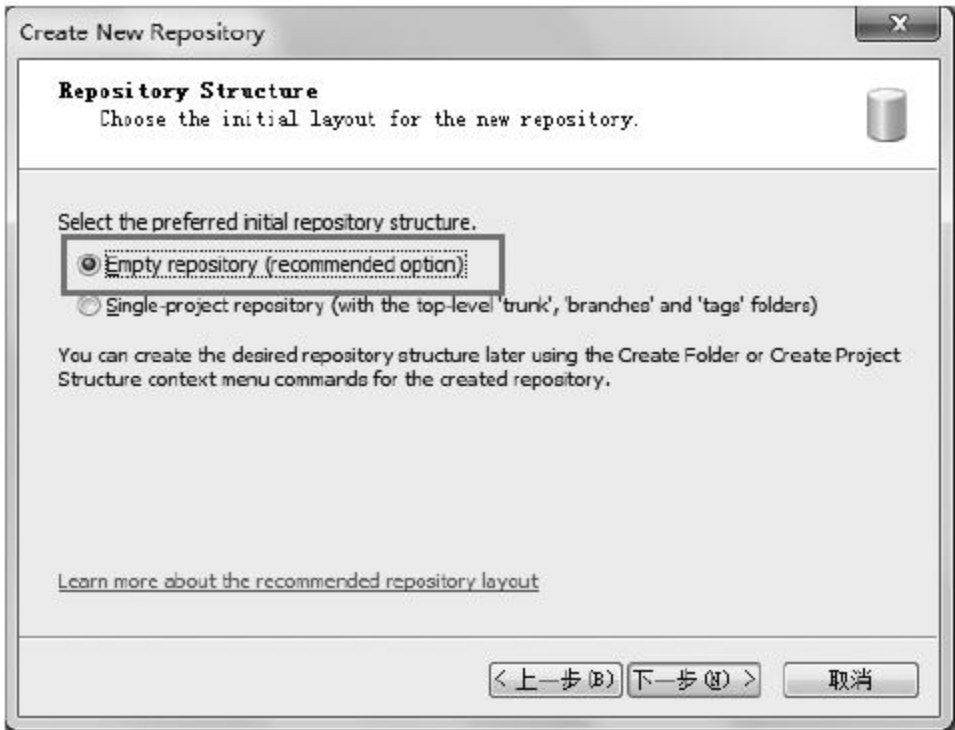 Create New Repository
X
Repository Structure
Choose the initial layout for the new repository.
Select the preferred initial repository structure.
Empty repository (recommended option)
Single-project repository (with the top-level 'trunk', 'branches' and 'tags' folders)
You can create the desired repository structure later using the Create Folder or Create Project
Structure context menu commands for the created repository.
Learn more about the recommended repository layout
< 上一步(B) 下一步(N) > 取消